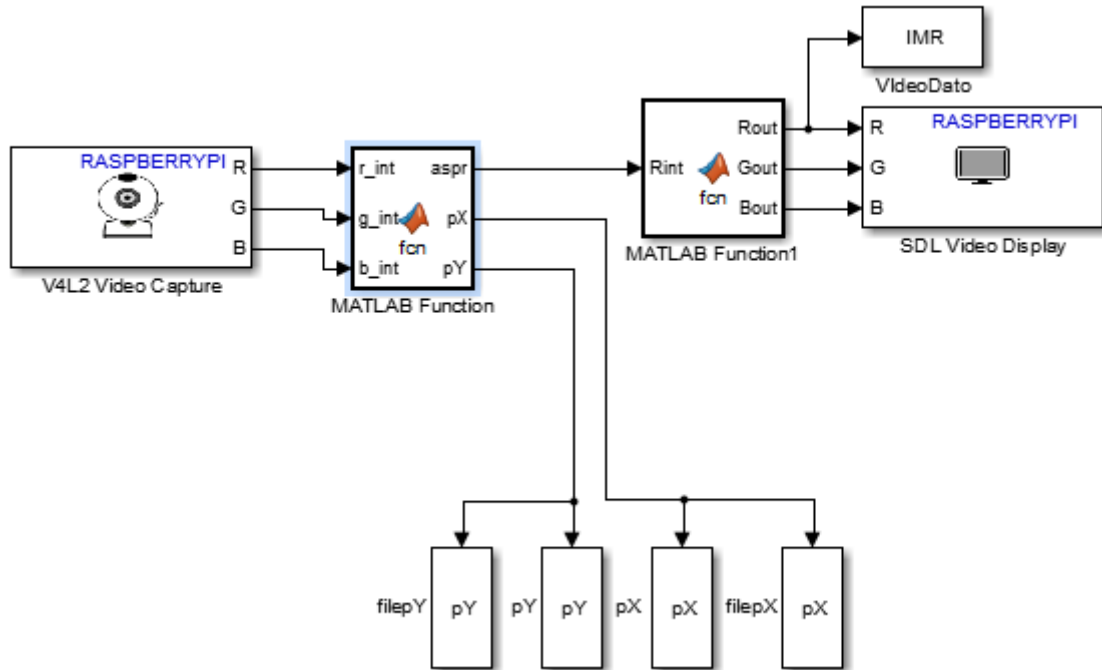 IMR
VIdeoDato
RASPBERRYPI
R
G
B
V4L2 Video Capture
r_int
g_int
b_int
aspr
pX
pY
fcn
MATLAB Function
Rint
Rout
Gout
Bout
fcn
MATLAB Function1
RASPBERRYPI
R
G
B
SDL Video Display
filepY
pY
pY
pY
pX
pX
filepX
pX